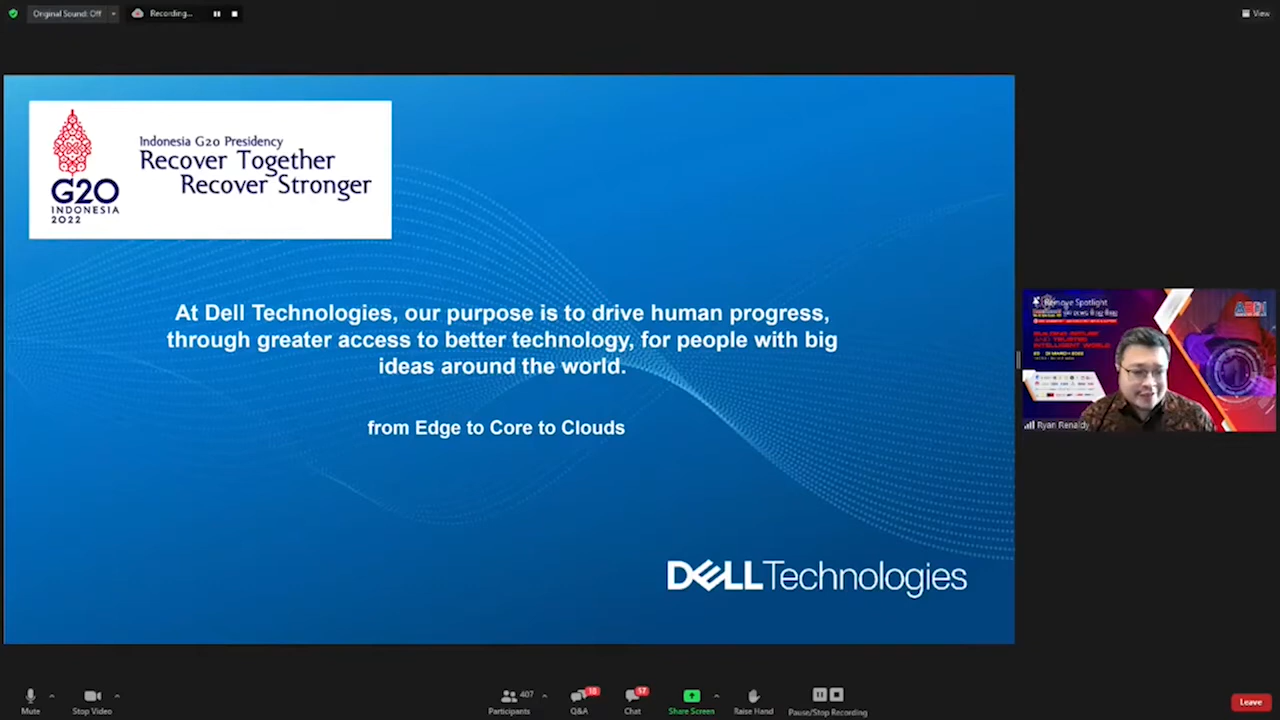 Original Sound: Off
Recording...
View
Indonesia G20 Presidency
Recover Together
Recover Stronger
G20
INDONESIA
2022
At Dell Technologies, our purpose is to drive human progress,
through greater access to better technology, for people with big
ideas around the world.
from Edge to Core to Clouds
DELL Technologies
Remove Spotlight
Ryan Renaldy
Mute
Stop Video
407
Participants
Q&A
57
Chat
Share Screen
Raise Hand
Pause/Stop Recording
Leave